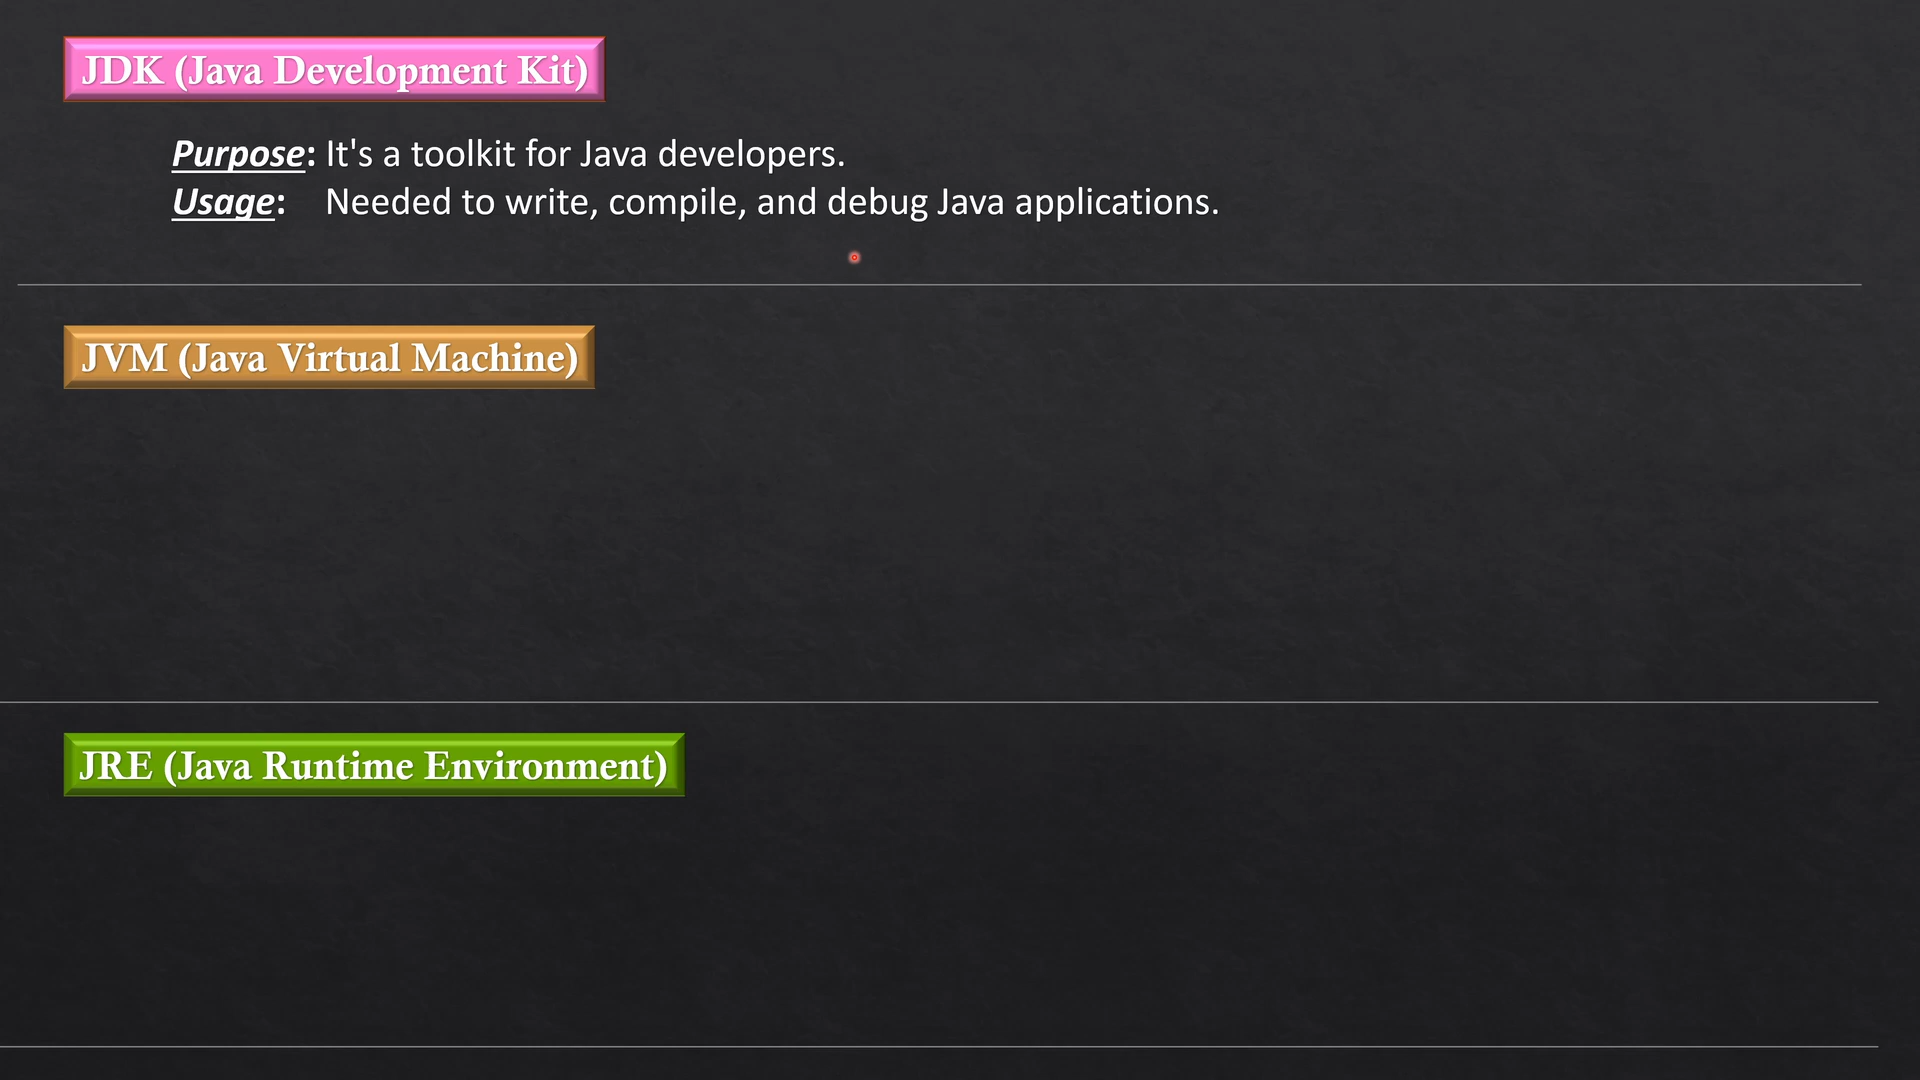 JDK (Java Development Kit)
Purpose: It's a toolkit for Java developers.
Usage: Needed to write, compile, and debug Java applications.
JVM (Java Virtual Machine)
JRE (Java Runtime Environment)